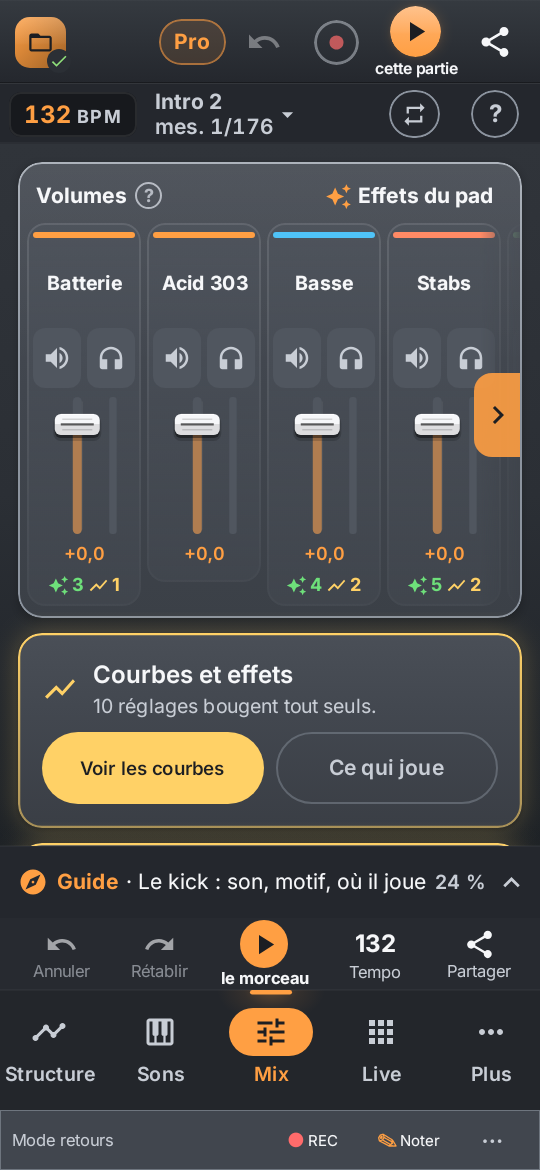 Pro
cette partie
132 BPM
Intro 2
mes. 1/176
?
Volumes ?
Effets du pad
Batterie
Acid 303
Basse
Stabs
+0,0
+0,0
+0,0
+0,0
3 1
4 2
5 2
Courbes et effets
10 réglages bougent tout seuls.
Voir les courbes
Ce qui joue
Guide · Le kick : son, motif, où il joue 24 %
Annuler
Rétablir
le morceau
132
Tempo
Partager
Structure
Sons
Mix
Live
Plus
Mode retours
REC
Noter